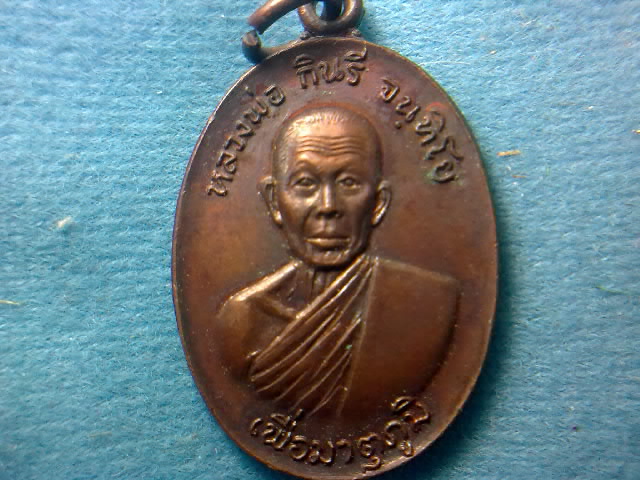 หลวงพ่อ กินรี จนฺทิโย
เพื่อมาตุภูมิ